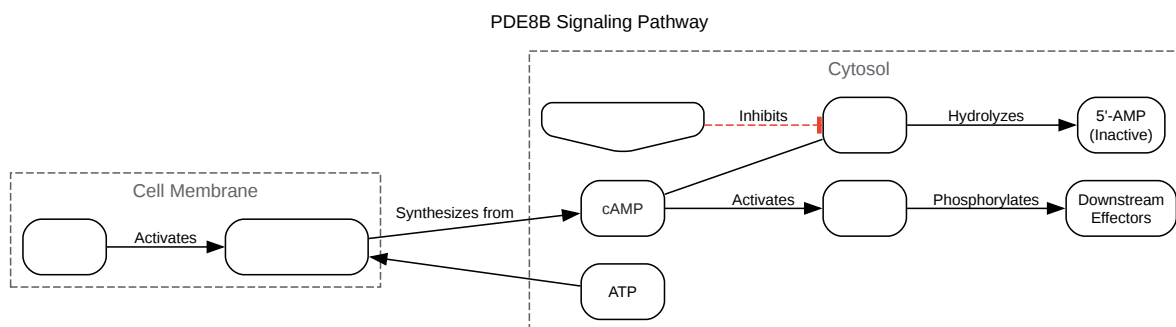 PDE8B Signaling Pathway
Cytosol
Inhibits
Hydrolyzes
5'-AMP
(Inactive)
Cell Membrane
Activates
Synthesizes from
cAMP
Activates
Phosphorylates
Downstream
Effectors
ATP